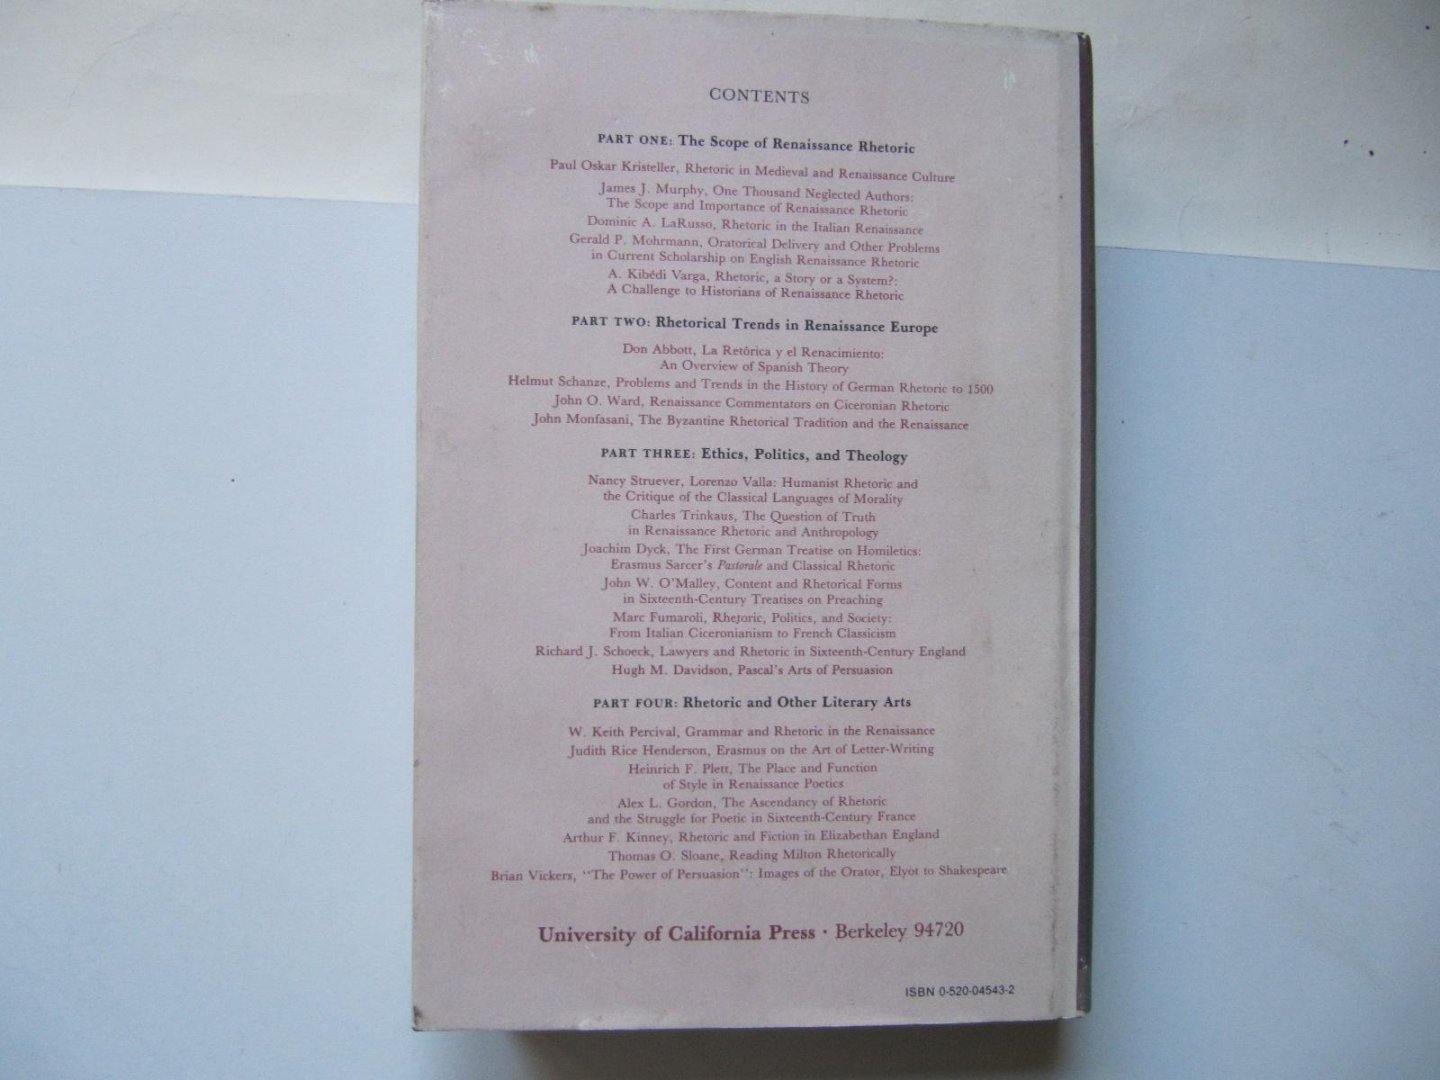 CONTENTS
PART ONE: The Scope of Renaissance Rhetoric
Paul Oskar Kristeller, Rhetoric in Medieval and Renaissance Culture
James J. Murphy, One Thousand Neglected Authors:
The Scope and Importance of Renaissance Rhetoric
Dominic A. LaRusso, Rhetoric in the Italian Renaissance
Gerald P. Mohrmann, Oratorical Delivery and Other Problems
in Current Scholarship on English Renaissance Rhetoric
A. Kibédi Varga, Rhetoric, a Story or a System?:
A Challenge to Historians of Renaissance Rhetoric
PART TWO: Rhetorical Trends in Renaissance Europe
Don Abbott, La Retórica y el Renacimiento:
An Overview of Spanish Theory
Helmut Schanze, Problems and Trends in the History of German Rhetoric to 1500
John O. Ward, Renaissance Commentators on Ciceronian Rhetoric
John Monfasani, The Byzantine Rhetorical Tradition and the Renaissance
PART THREE: Ethics, Politics, and Theology
Nancy Struever, Lorenzo Valla: Humanist Rhetoric and
the Critique of the Classical Languages of Morality
Charles Trinkaus, The Question of Truth
in Renaissance Rhetoric and Anthropology
Joachim Dyck, The First German Treatise on Homiletics:
Erasmus Sarcer's Pastorale and Classical Rhetoric
John W. O'Malley, Content and Rhetorical Forms
in Sixteenth-Century Treatises on Preaching
Marc Fumaroli, Rhetoric, Politics, and Society:
From Italian Ciceronianism to French Classicism
Richard J. Schoeck, Lawyers and Rhetoric in Sixteenth-Century England
Hugh M. Davidson, Pascal's Arts of Persuasion
PART FOUR: Rhetoric and Other Literary Arts
W. Keith Percival, Grammar and Rhetoric in the Renaissance
Judith Rice Henderson, Erasmus on the Art of Letter-Writing
Heinrich F. Plett, The Place and Function
of Style in Renaissance Poetics
Alex L. Gordon, The Ascendancy of Rhetoric
and the Struggle for Poetic in Sixteenth-Century France
Arthur F. Kinney, Rhetoric and Fiction in Elizabethan England
Thomas O. Sloane, Reading Milton Rhetorically
Brian Vickers, "The Power of Persuasion": Images of the Orator, Elyot to Shakespeare
University of California Press · Berkeley 94720
ISBN 0-520-04543-2